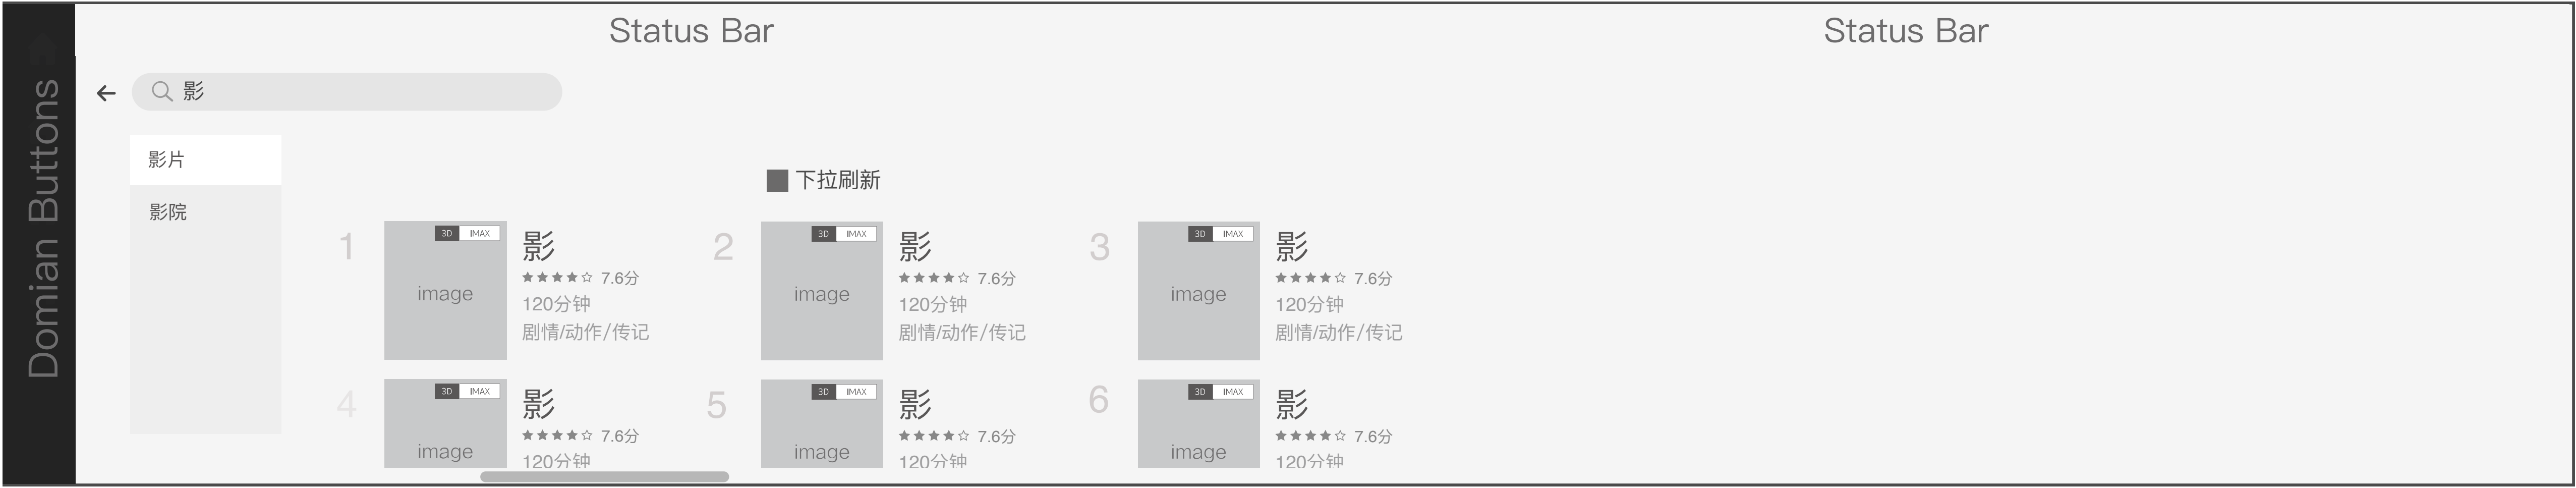 Status Bar
Status Bar
Domian Buttons
影
影片
影院
下拉刷新
1
3D IMAX
image
影
7.6分
120分钟
剧情/动作/传记
2
3D IMAX
image
影
7.6分
120分钟
剧情/动作/传记
3
3D IMAX
image
影
7.6分
120分钟
剧情/动作/传记
4
3D IMAX
image
影
7.6分
120分钟
5
3D IMAX
image
影
7.6分
120分钟
6
3D IMAX
image
影
7.6分
120分钟